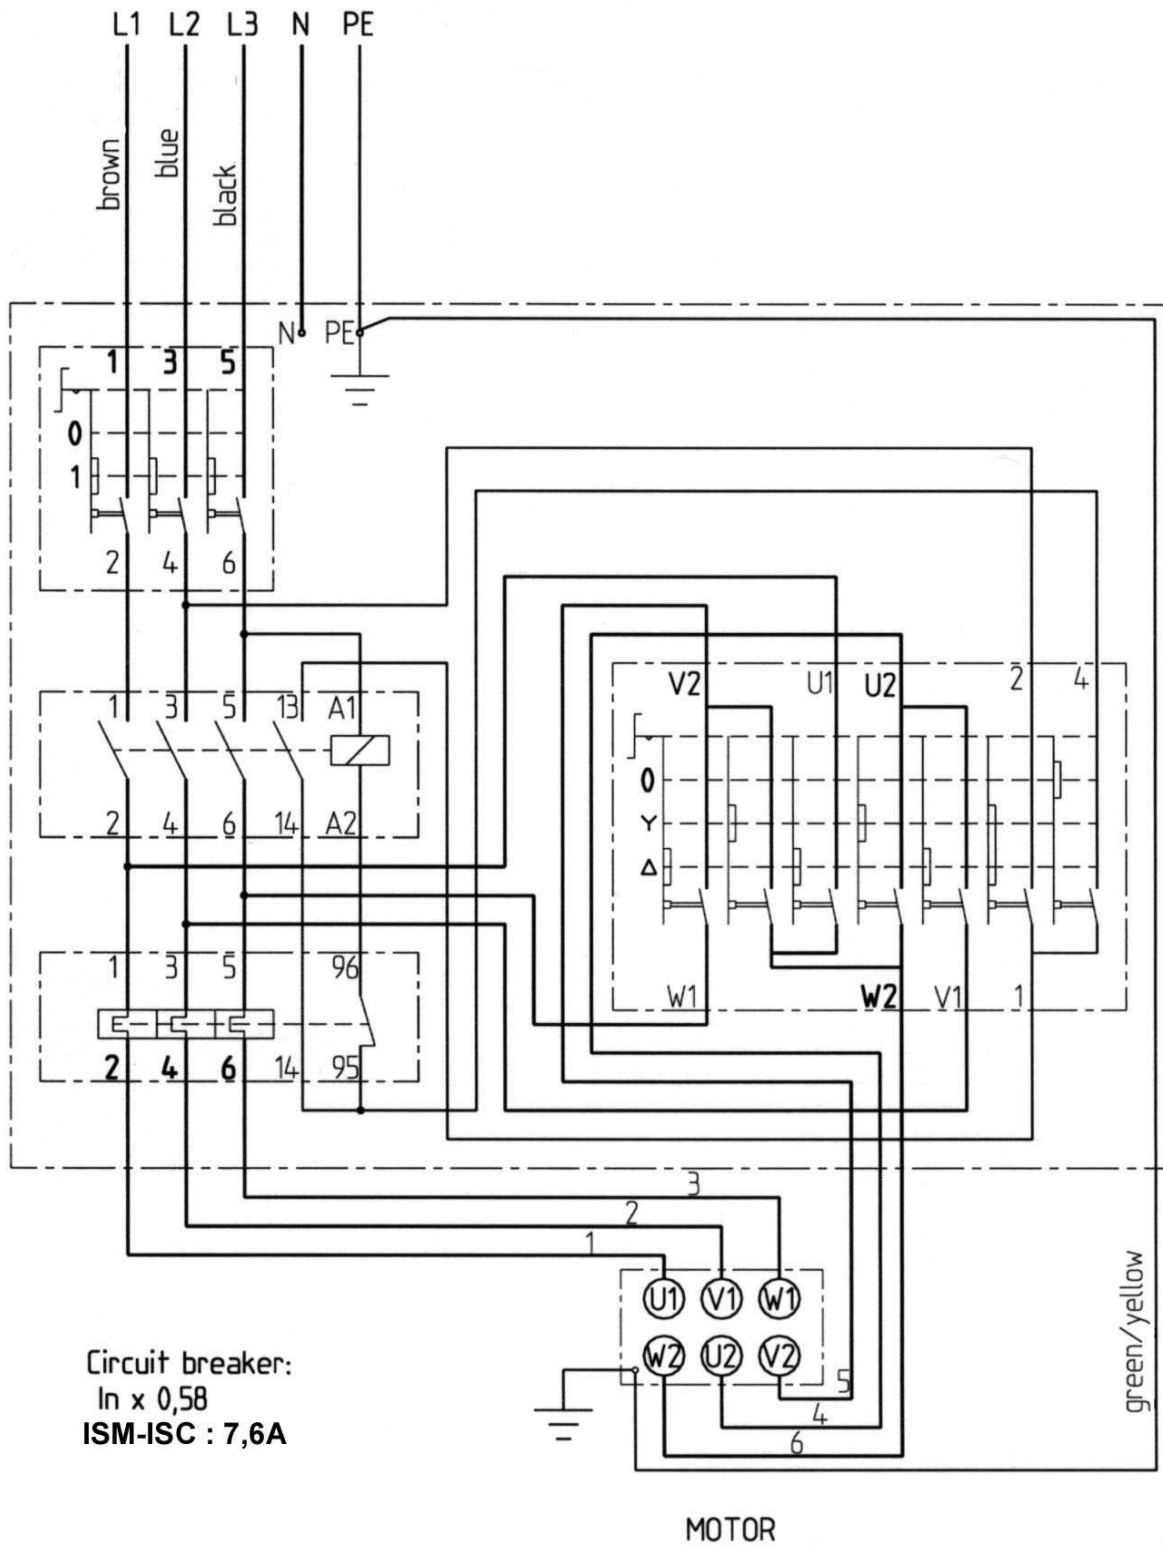 L1 L2 L3 N PE
brown
blue
black
N PE
1 3 5
0
1
2 4 6
V2 U1 U2 2 4
1 3 5 13 A1
0
Y
Δ
2 4 6 14 A2
1 3 5 96
W1 W2 V1 1
2 4 6 14 95
3
2
1
U1 V1 W1
W2 U2 V2
5
4
6
green/yellow
Circuit breaker:
In x 0,58
ISM-ISC : 7,6A
MOTOR